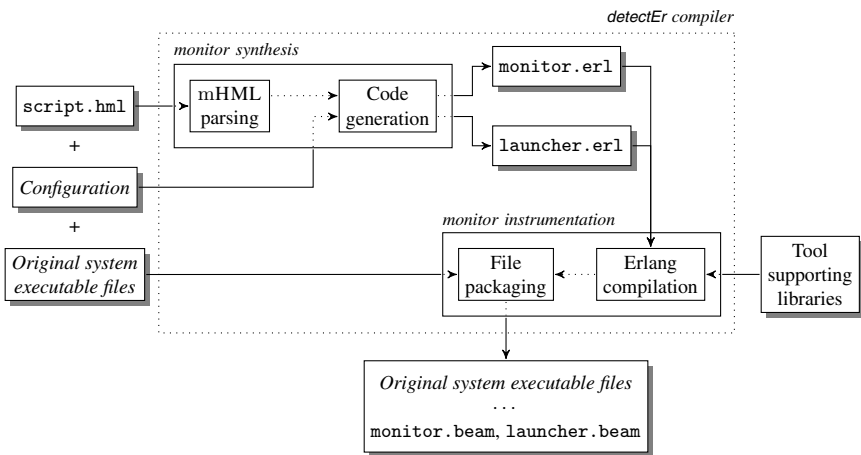 detectEr compiler
monitor synthesis
script.hml
mHML
parsing
Code
generation
monitor.erl
launcher.erl
+
Configuration
+
Original system
executable files
monitor instrumentation
File
packaging
Erlang
compilation
Tool
supporting
libraries
Original system executable files
...
monitor.beam, launcher.beam